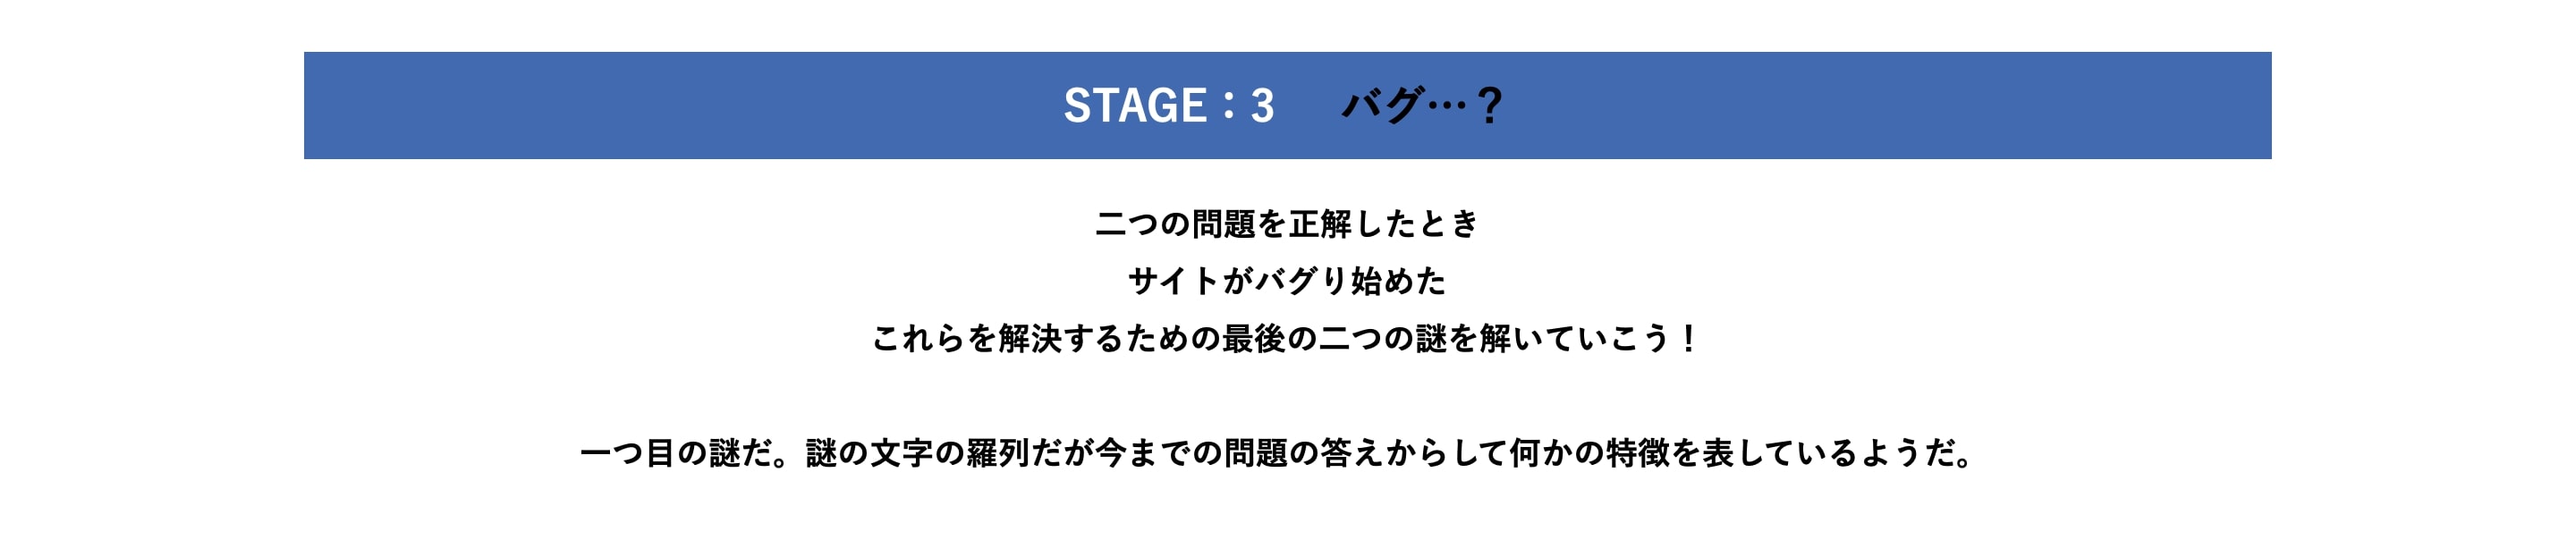 STAGE：3　バグ…？
二つの問題を正解したとき
サイトがバグり始めた
これらを解決するための最後の二つの謎を解いていこう！
一つ目の謎だ。謎の文字の羅列だが今までの問題の答えからして何かの特徴を表しているようだ。